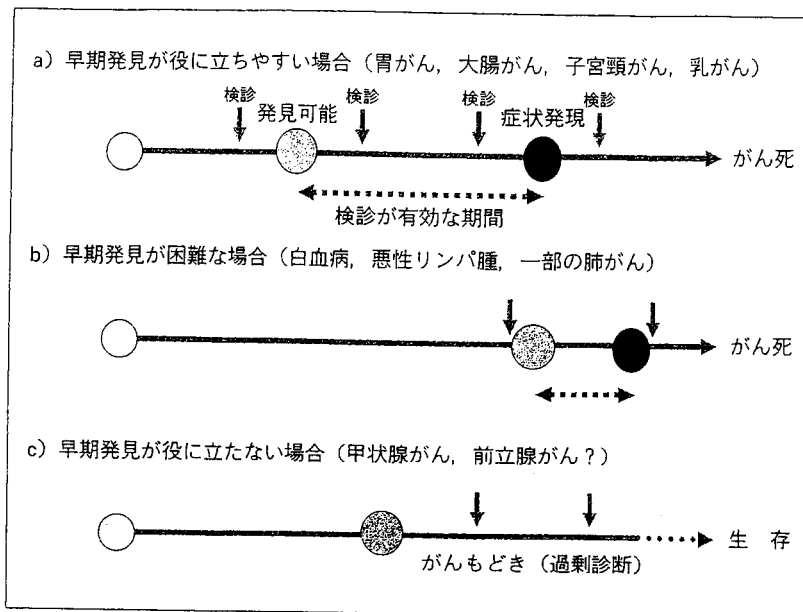 a）早期発見が役に立ちやすい場合（胃がん，大腸がん，子宮頸がん，乳がん）
検診 検診 検診 検診
発見可能 症状発現
がん死
検診が有効な期間
b）早期発見が困難な場合（白血病，悪性リンパ腫，一部の肺がん）
がん死
c）早期発見が役に立たない場合（甲状腺がん，前立腺がん？）
生　存
がんもどき（過剰診断）